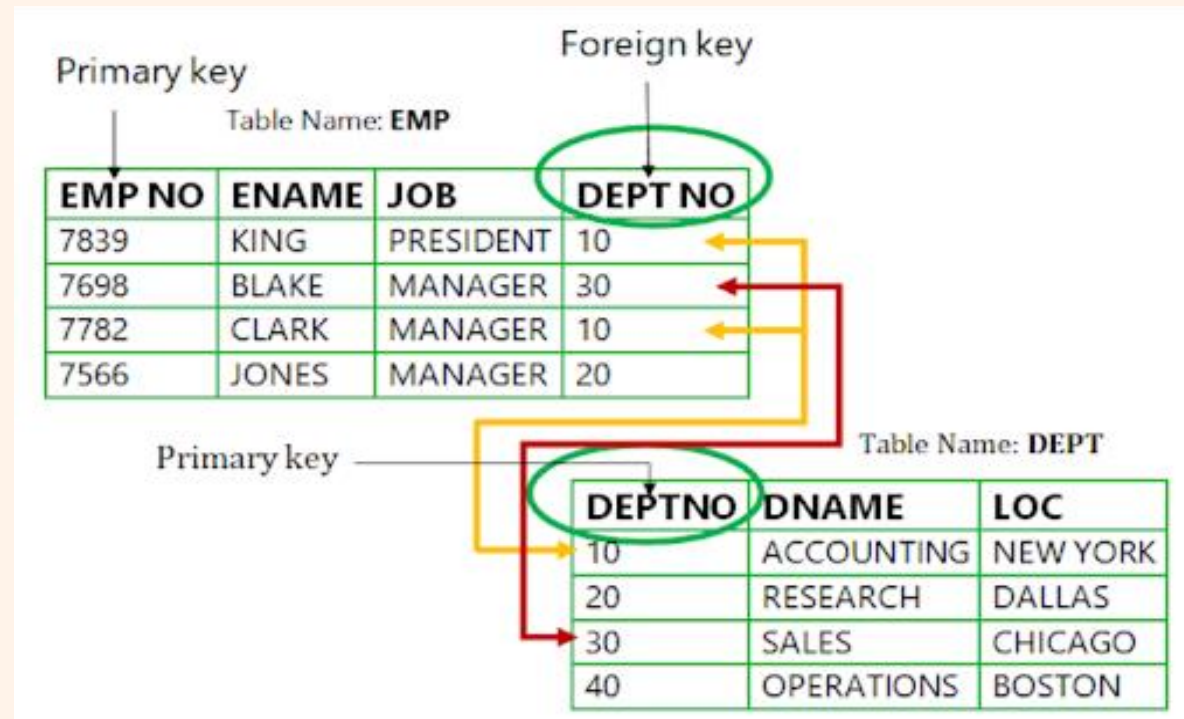 Foreign key
Primary key
Table Name: EMP
EMP NO ENAME JOB DEPT NO
7839 KING PRESIDENT 10
7698 BLAKE MANAGER 30
7782 CLARK MANAGER 10
7566 JONES MANAGER 20
Primary key
Table Name: DEPT
DEPTNO DNAME LOC
10 ACCOUNTING NEW YORK
20 RESEARCH DALLAS
30 SALES CHICAGO
40 OPERATIONS BOSTON